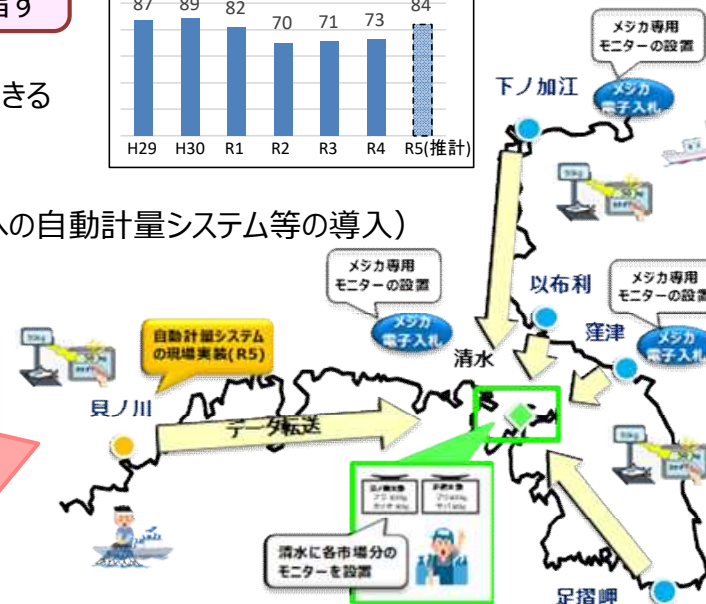 指す
87 89 82 70 71 73 84
H29 H30 R1 R2 R3 R4 R5(推計)
きる
への自動計量システム等の導入）
メジカ専用
モニターの設置
メジカ
電子入札
下ノ加江
メジカ専用
モニターの設置
メジカ
電子入札
以布利
メジカ専用
モニターの設置
メジカ
電子入札
窪津
清水
自動計量システム
の現場実装(R5)
貝ノ川
データ転送
清水に各市場分の
モニターを設置
足摺岬